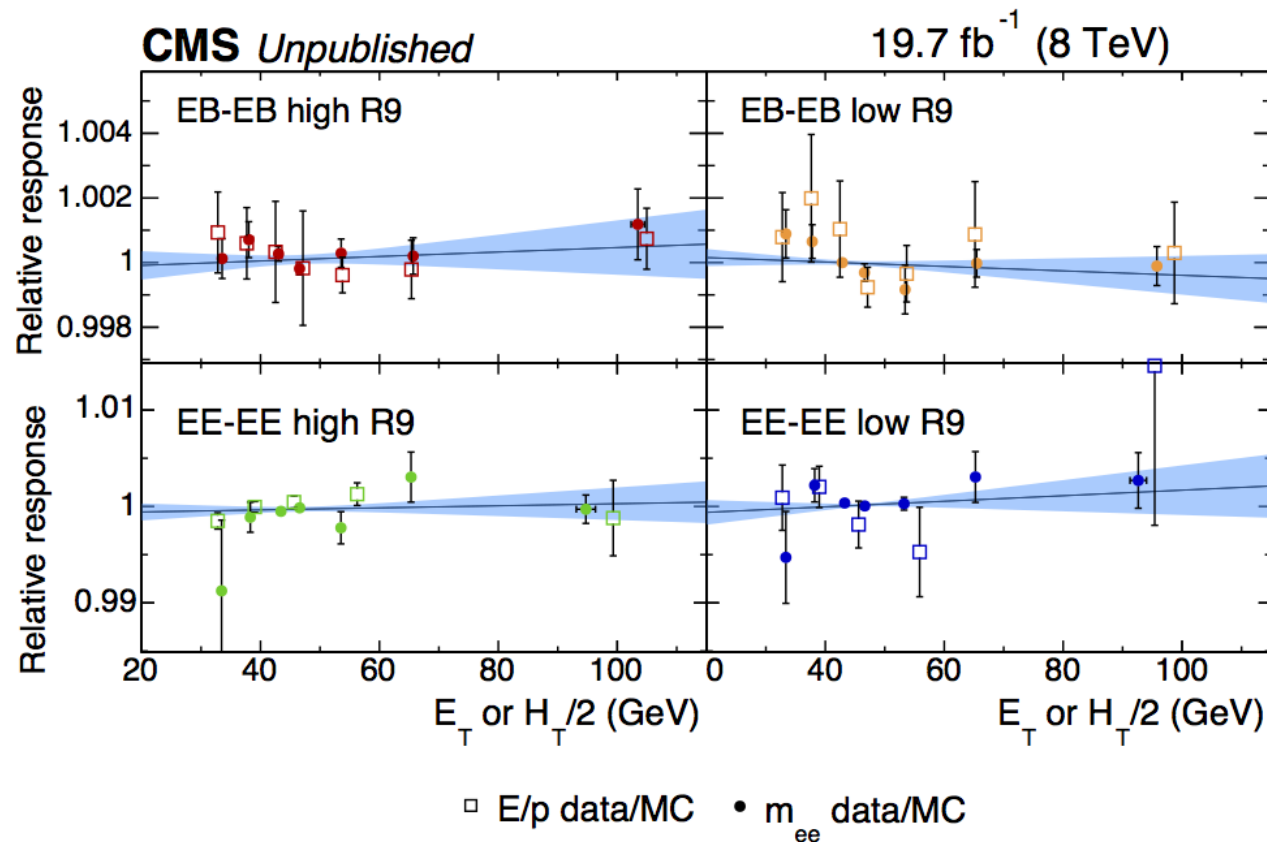 CMS Unpublished 19.7 fb⁻¹ (8 TeV)
EB-EB high R9 EB-EB low R9
Relative response
1.004
1.002
1
0.998
EE-EE high R9 EE-EE low R9
Relative response
1.01
1
0.99
20 40 60 80 100 0 40 60 80 100
E_T or H_T/2 (GeV) E_T or H_T/2 (GeV)
E/p data/MC m_ee data/MC